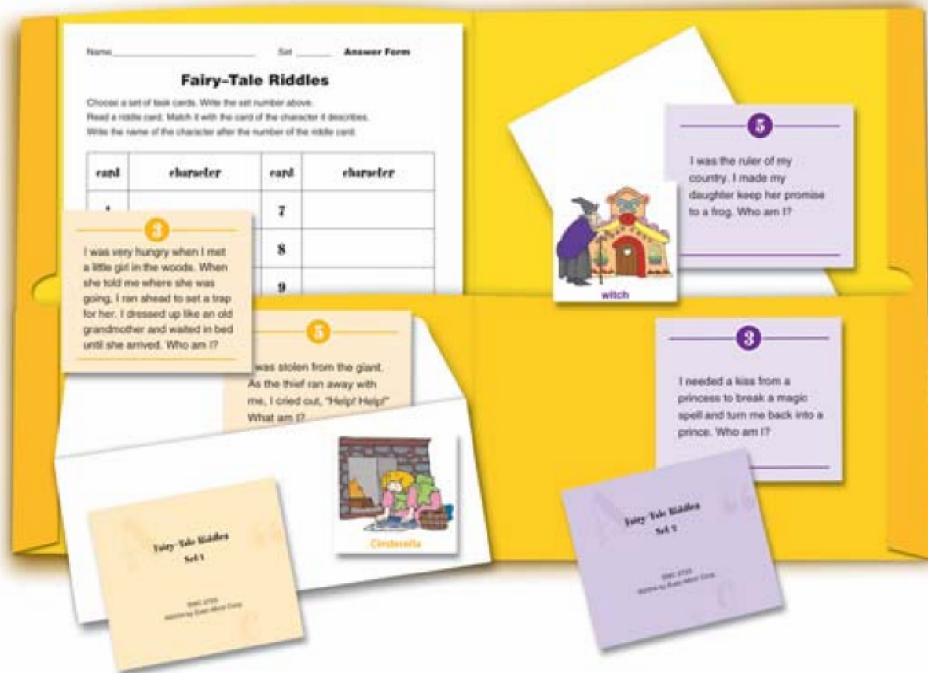 Name Set Answer Form
Fairy-Tale Riddles
Choose a set of task cards. Write the set number above.
Read a riddle card. Match it with the card of the character it describes.
Write the name of the character after the number of the riddle card.
card character card character
7
8
9
3
I was very hungry when I met
a little girl in the woods. When
she told me where she was
going, I ran ahead to set a trap
for her. I dressed up like an old
grandmother and waited in bed
until she arrived. Who am I?
5
was stolen from the giant.
As the thief ran away with
me, I cried out, "Help! Help!"
What am I?
Cinderella
Fairy-Tale Riddles
Set 1
5
I was the ruler of my
country. I made my
daughter keep her promise
to a frog. Who am I?
witch
3
I needed a kiss from a
princess to break a magic
spell and turn me back into a
prince. Who am I?
Fairy-Tale Riddles
Set 2